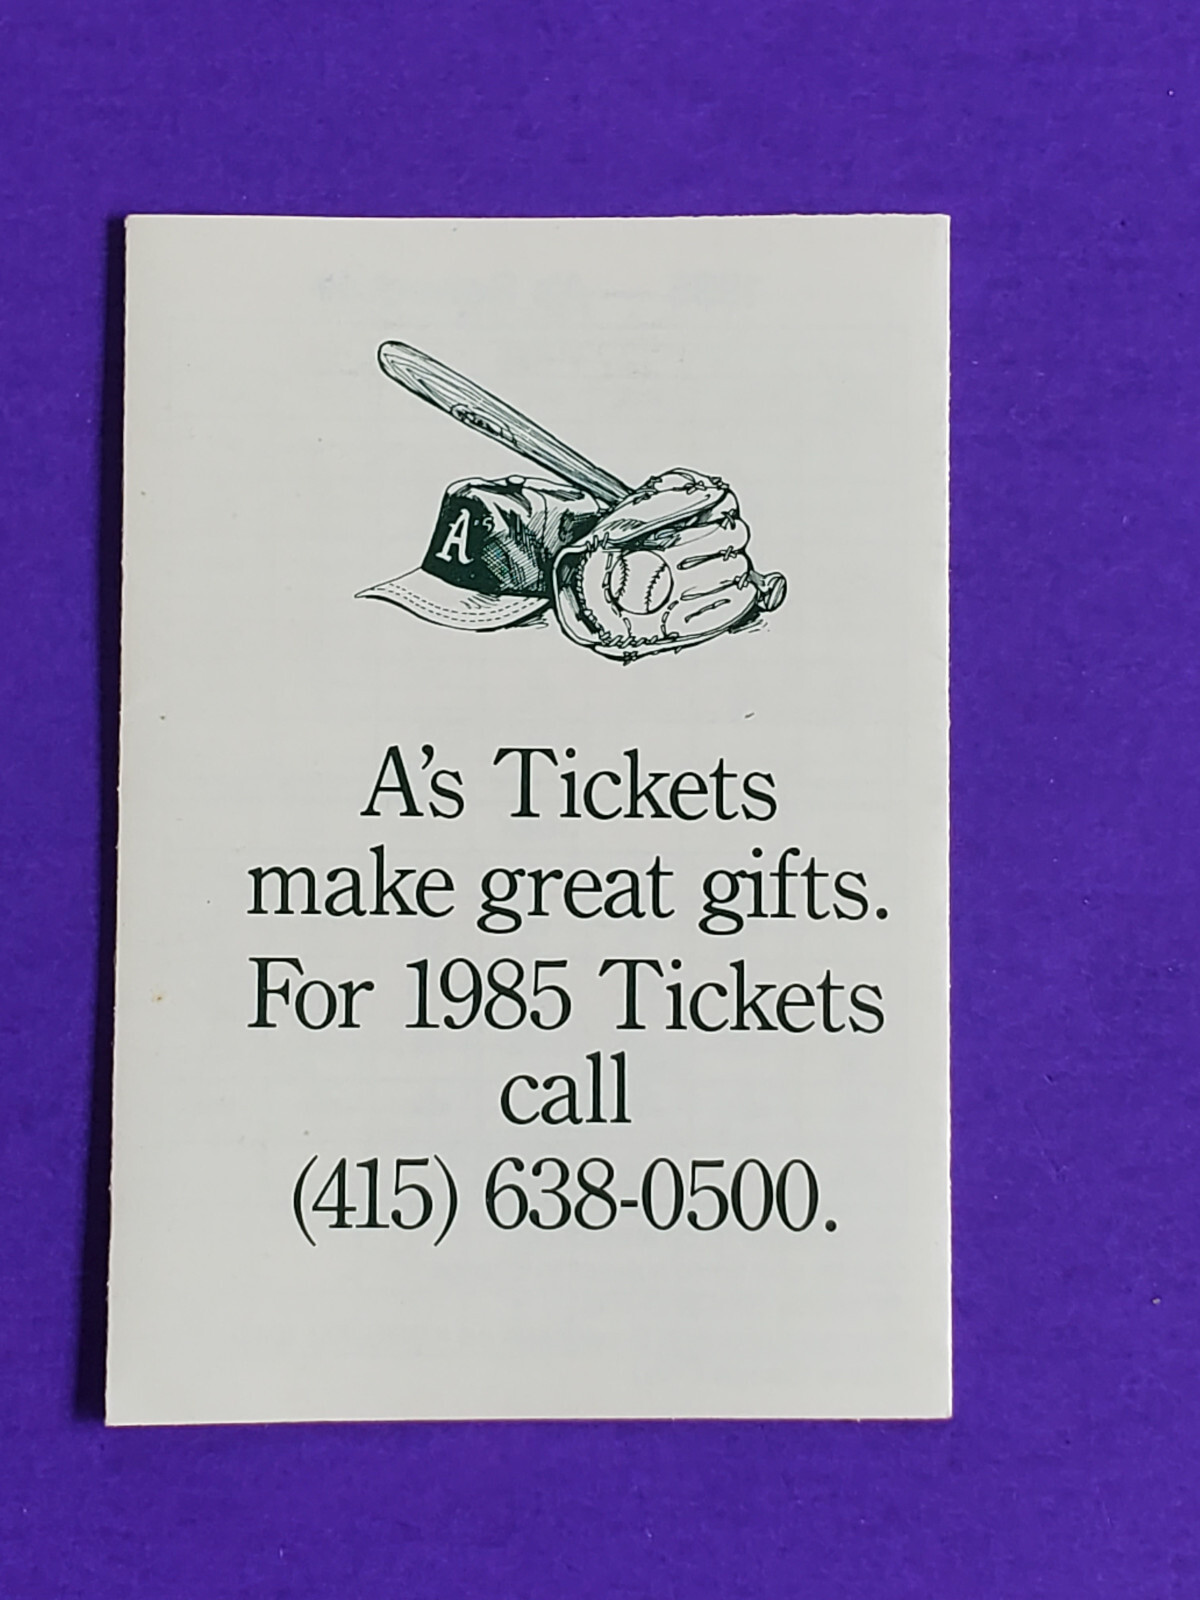 A's
A's Tickets
make great gifts.
For 1985 Tickets
call
(415) 638-0500.